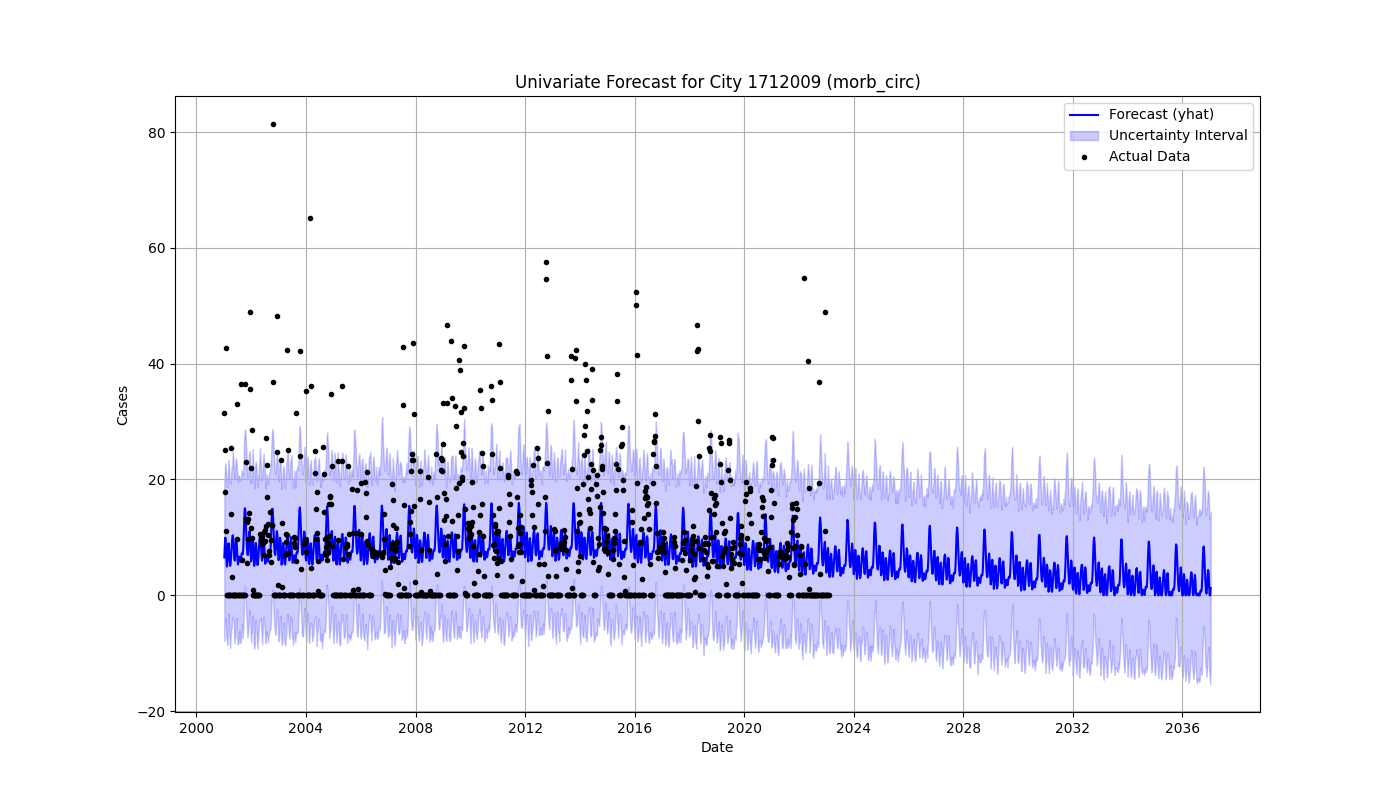 Univariate Forecast for City 1712009 (morb_circ)
Forecast (yhat)
Uncertainty Interval
Actual Data
80
60
40
20
0
−20
Cases
2000 2004 2008 2012 2016 2020 2024 2028 2032 2036
Date